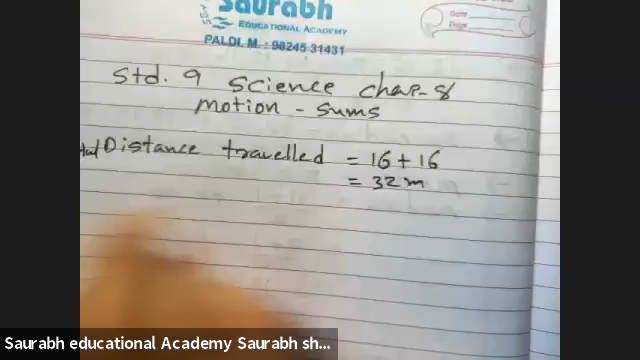 Saurabh
EDUCATIONAL ACADEMY
PALDI. M. : 98245 31431
Date
Page
Std. 9 Science chap-8
motion - sums
Distance travelled = 16 + 16
= 32 m
Saurabh educational Academy Saurabh sh...